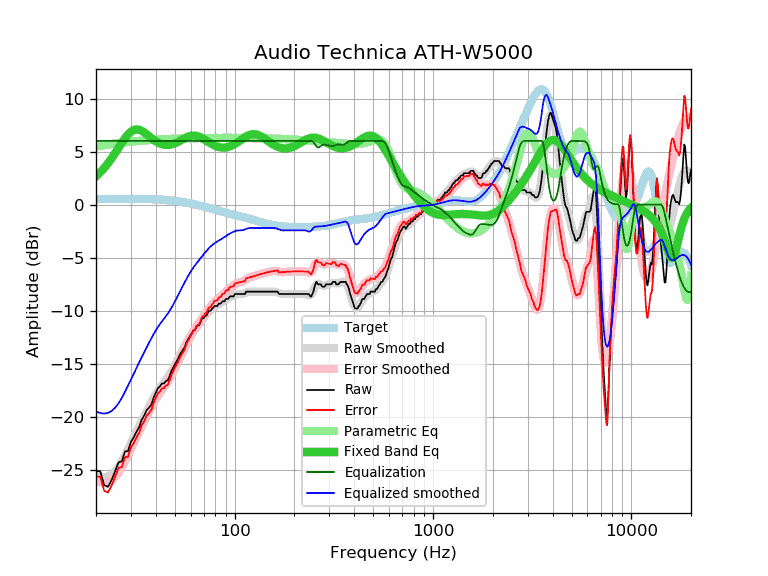 Audio Technica ATH-W5000
Amplitude (dBr)
10
5
0
−5
−10
−15
−20
−25
Target
Raw Smoothed
Error Smoothed
Raw
Error
Parametric Eq
Fixed Band Eq
Equalization
Equalized smoothed
100
1000
10000
Frequency (Hz)